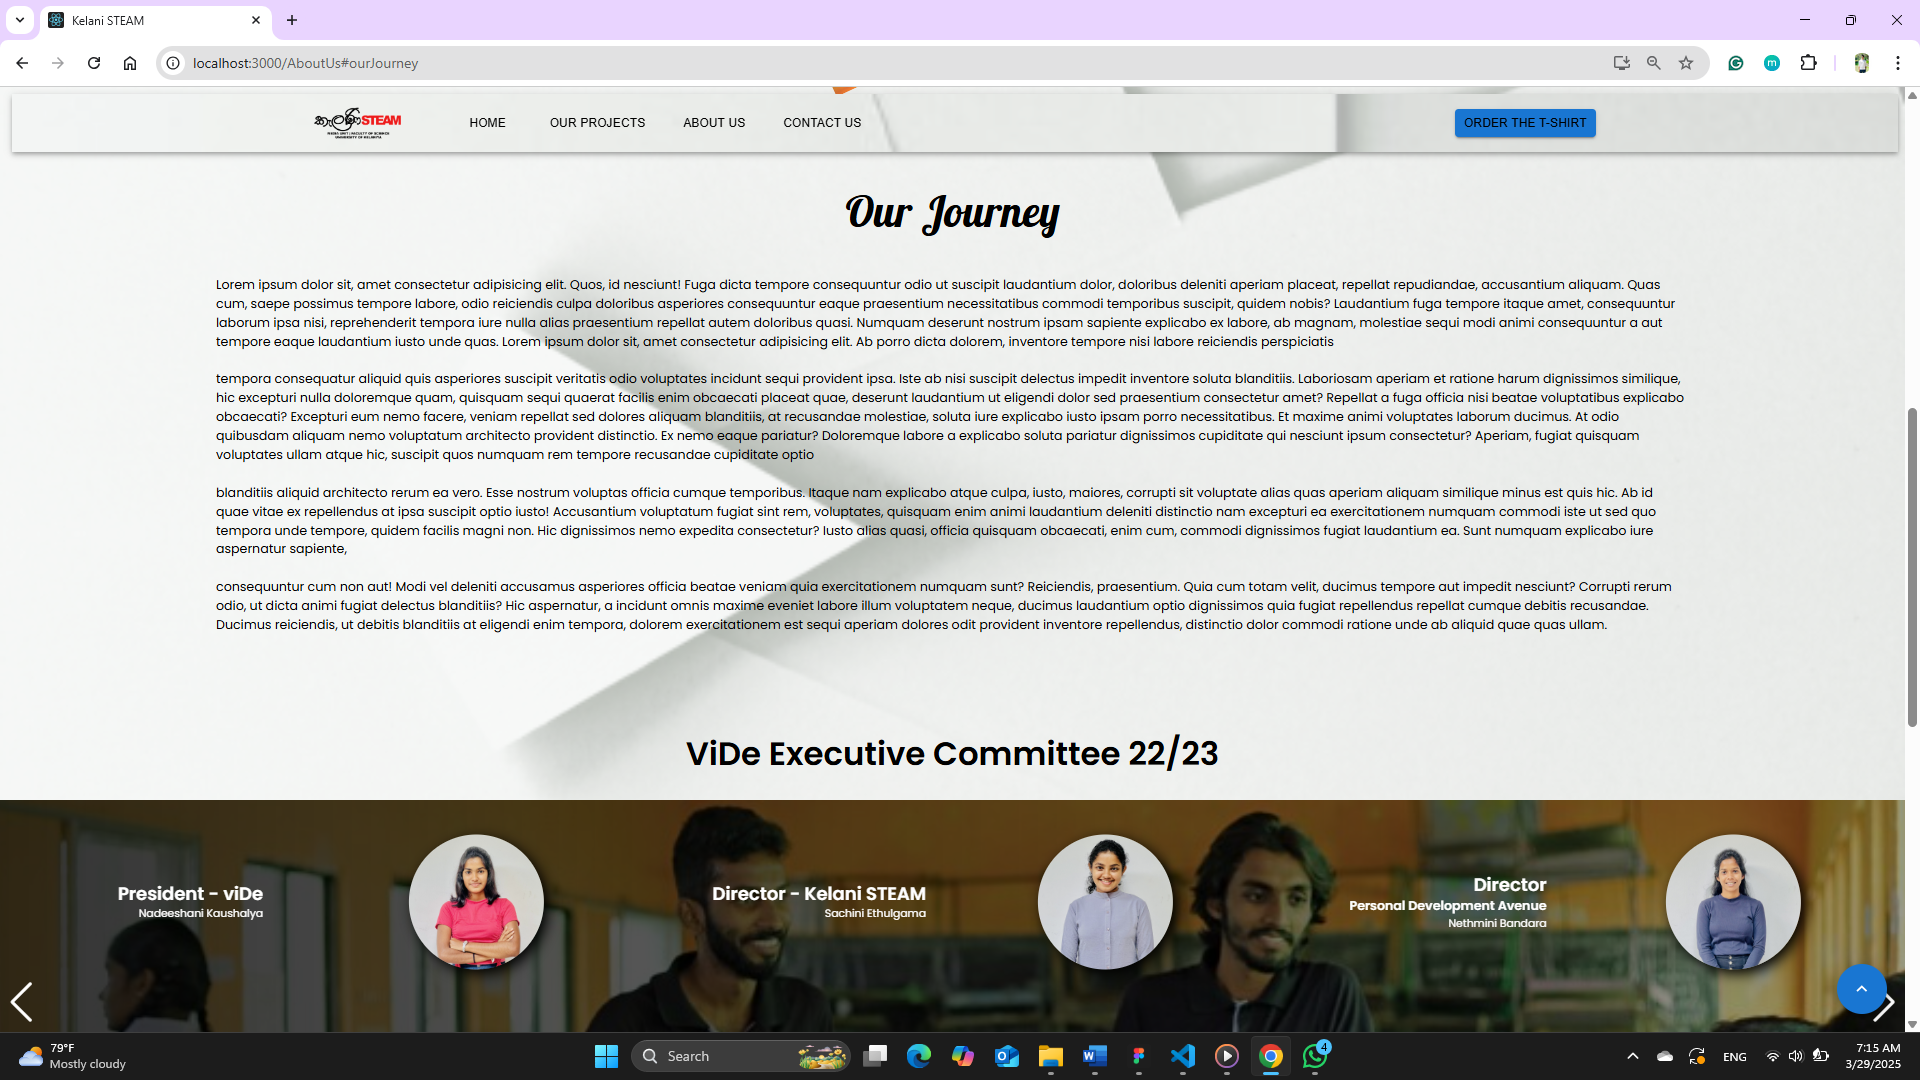 Kelani STEAM
localhost:3000/AboutUs#ourJourney
කැලණි STEAM
MEDIA UNIT | FACULTY OF SCIENCE
UNIVERSITY OF KELANIYA
HOME
OUR PROJECTS
ABOUT US
CONTACT US
ORDER THE T-SHIRT
Our Journey
Lorem ipsum dolor sit, amet consectetur adipisicing elit. Quos, id nesciunt! Fuga dicta tempore consequuntur odio ut suscipit laudantium dolor, doloribus deleniti aperiam placeat, repellat repudiandae, accusantium aliquam. Quas
cum, saepe possimus tempore labore, odio reiciendis culpa doloribus asperiores consequuntur eaque praesentium necessitatibus commodi temporibus suscipit, quidem nobis? Laudantium fuga tempore itaque amet, consequuntur
laborum ipsa nisi, reprehenderit tempora iure nulla alias praesentium repellat autem doloribus quasi. Numquam deserunt nostrum ipsam sapiente explicabo ex labore, ab magnam, molestiae sequi modi animi consequuntur a aut
tempore eaque laudantium iusto unde quas. Lorem ipsum dolor sit, amet consectetur adipisicing elit. Ab porro dicta dolorem, inventore tempore nisi labore reiciendis perspiciatis
tempora consequatur aliquid quis asperiores suscipit veritatis odio voluptates incidunt sequi provident ipsa. Iste ab nisi suscipit delectus impedit inventore soluta blanditiis. Laboriosam aperiam et ratione harum dignissimos similique,
hic excepturi nulla doloremque quam, quisquam sequi quaerat facilis enim obcaecati placeat quae, deserunt laudantium ut eligendi dolor sed praesentium consectetur amet? Repellat a fuga officia nisi beatae voluptatibus explicabo
obcaecati? Excepturi eum nemo facere, veniam repellat sed dolores aliquam blanditiis, at recusandae molestiae, soluta iure explicabo iusto ipsam porro necessitatibus. Et maxime animi voluptates laborum ducimus. At odio
quibusdam aliquam nemo voluptatum architecto provident distinctio. Ex nemo eaque pariatur? Doloremque labore a explicabo soluta pariatur dignissimos cupiditate qui nesciunt ipsum consectetur? Aperiam, fugiat quisquam
voluptates ullam atque hic, suscipit quos numquam rem tempore recusandae cupiditate optio
blanditiis aliquid architecto rerum ea vero. Esse nostrum voluptas officia cumque temporibus. Itaque nam explicabo atque culpa, iusto, maiores, corrupti sit voluptate alias quas aperiam aliquam similique minus est quis hic. Ab id
quae vitae ex repellendus at ipsa suscipit optio iusto! Accusantium voluptatum fugiat sint rem, voluptates, quisquam enim animi laudantium deleniti distinctio nam excepturi ea exercitationem numquam commodi iste ut sed quo
tempora unde tempore, quidem facilis magni non. Hic dignissimos nemo expedita consectetur? Iusto alias quasi, officia quisquam obcaecati, enim cum, commodi dignissimos fugiat laudantium ea. Sunt numquam explicabo iure
aspernatur sapiente,
consequuntur cum non aut! Modi vel deleniti accusamus asperiores officia beatae veniam quia exercitationem numquam sunt? Reiciendis, praesentium. Quia cum totam velit, ducimus tempore aut impedit nesciunt? Corrupti rerum
odio, ut dicta animi fugiat delectus blanditiis? Hic aspernatur, a incidunt omnis maxime eveniet labore illum voluptatem neque, ducimus laudantium optio dignissimos quia fugiat repellendus repellat cumque debitis recusandae.
Ducimus reiciendis, ut debitis blanditiis at eligendi enim tempora, dolorem exercitationem est sequi aperiam dolores odit provident inventore repellendus, distinctio dolor commodi ratione unde ab aliquid quae quas ullam.
ViDe Executive Committee 22/23
President - viDe
Nadeeshani Kaushalya
Director - Kelani STEAM
Sachini Ethulgama
Director
Personal Development Avenue
Nethmini Bandara
79°F
Mostly cloudy
Search
4
ENG
7:15 AM
3/29/2025